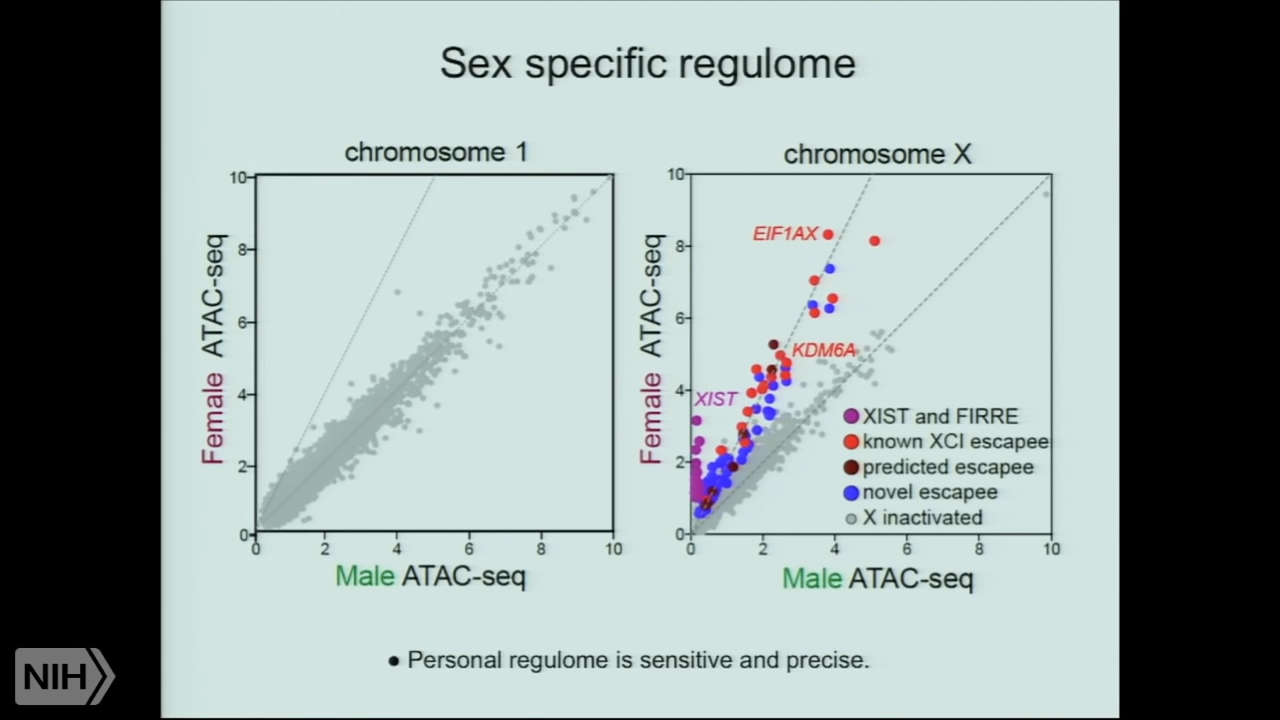 Sex specific regulome
chromosome 1
10
8
6
4
2
0
0 2 4 6 8 10
Female ATAC-seq
Male ATAC-seq
chromosome X
10
8
6
4
2
0
0 2 4 6 8 10
Female ATAC-seq
Male ATAC-seq
EIF1AX
KDM6A
XIST
XIST and FIRRE
known XCI escapee
predicted escapee
novel escapee
X inactivated
• Personal regulome is sensitive and precise.
NIH